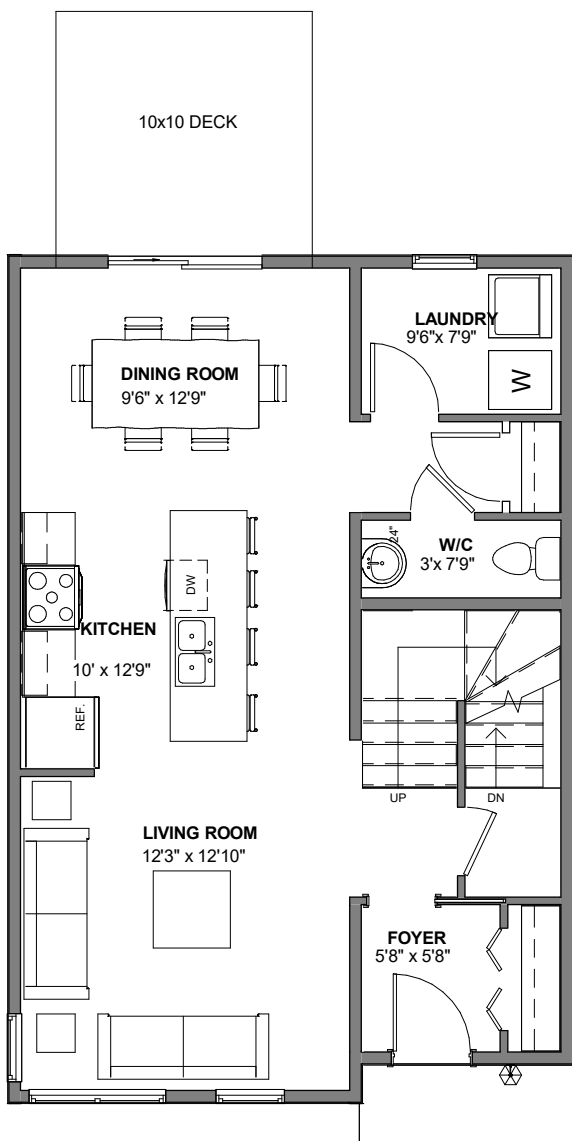 10x10 DECK
LAUNDRY
9'6"x 7'9"
W
DINING ROOM
9'6" x 12'9"
24"
W/C
3'x 7'9"
DW
KITCHEN
10' x 12'9"
REF.
UP
DN
LIVING ROOM
12'3" x 12'10"
FOYER
5'8" x 5'8"